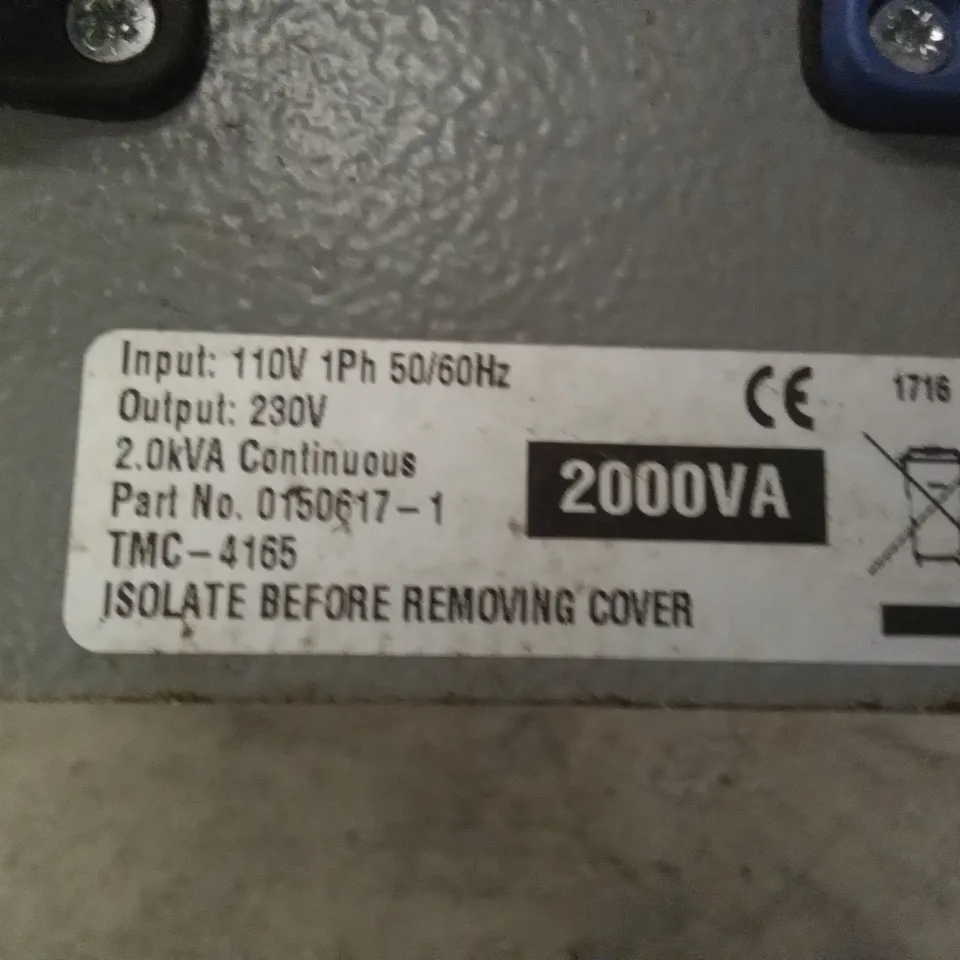 Input: 110V 1Ph 50/60Hz
Output: 230V
2.0kVA Continuous
Part No. 0150617-1
TMC-4165
ISOLATE BEFORE REMOVING COVER
CE
2000VA
1716